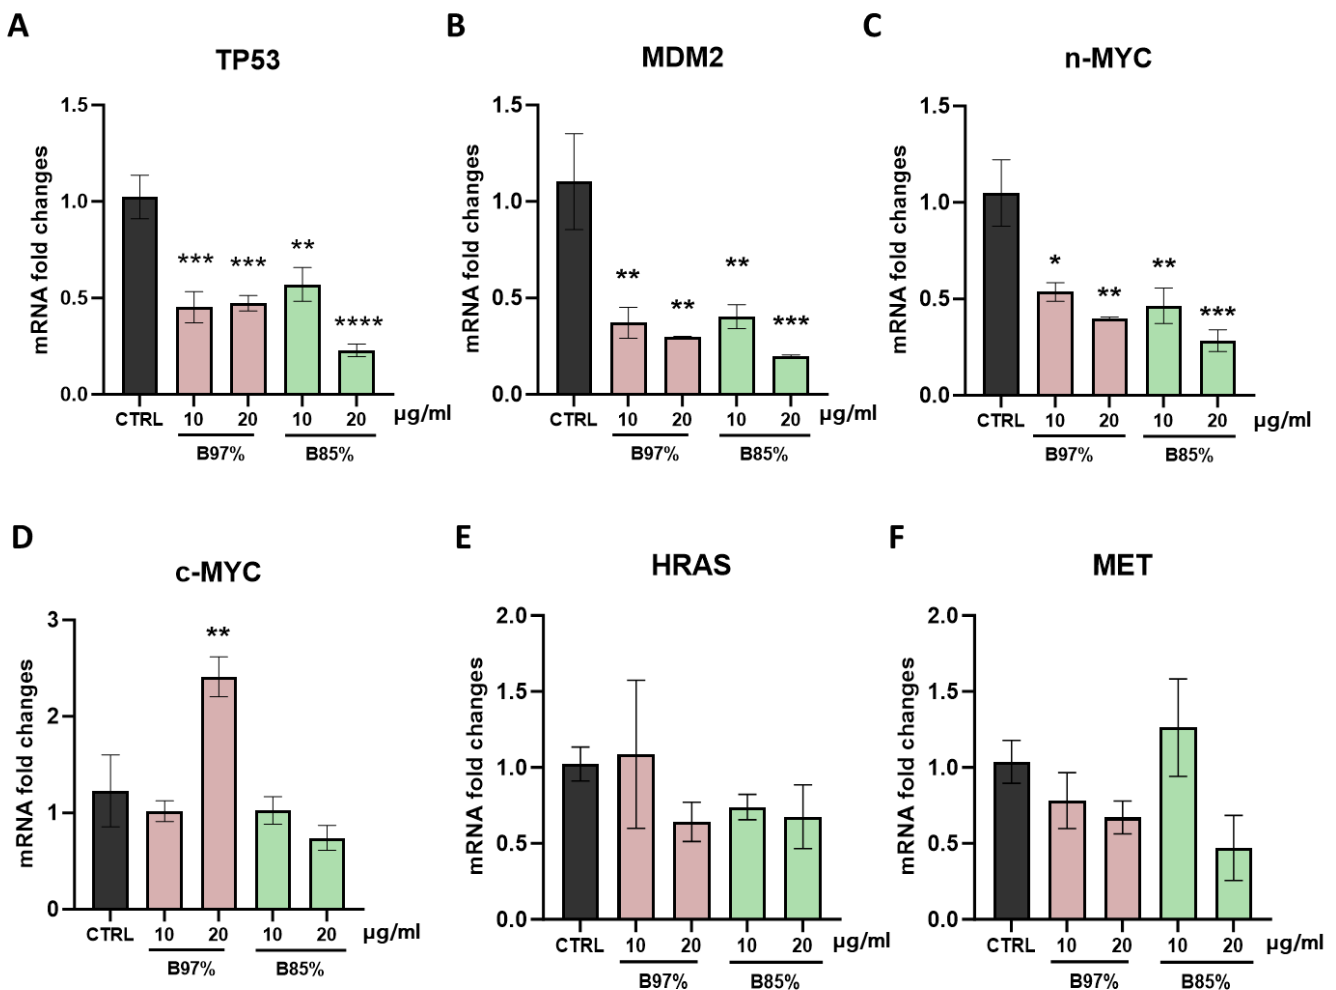 A
TP53
mRNA fold changes
1.5
1.0
0.5
0.0
***
***
**
****
CTRL 10 20 10 20 µg/ml
B97% B85%
B
MDM2
mRNA fold changes
1.5
1.0
0.5
0.0
**
**
**
***
CTRL 10 20 10 20 µg/ml
B97% B85%
C
n-MYC
mRNA fold changes
1.5
1.0
0.5
0.0
*
**
**
***
CTRL 10 20 10 20 µg/ml
B97% B85%
D
c-MYC
mRNA fold changes
3
2
1
0
**
CTRL 10 20 10 20 µg/ml
B97% B85%
E
HRAS
mRNA fold changes
2.0
1.5
1.0
0.5
0.0
CTRL 10 20 10 20 µg/ml
B97% B85%
F
MET
mRNA fold changes
2.0
1.5
1.0
0.5
0.0
CTRL 10 20 10 20 µg/ml
B97% B85%